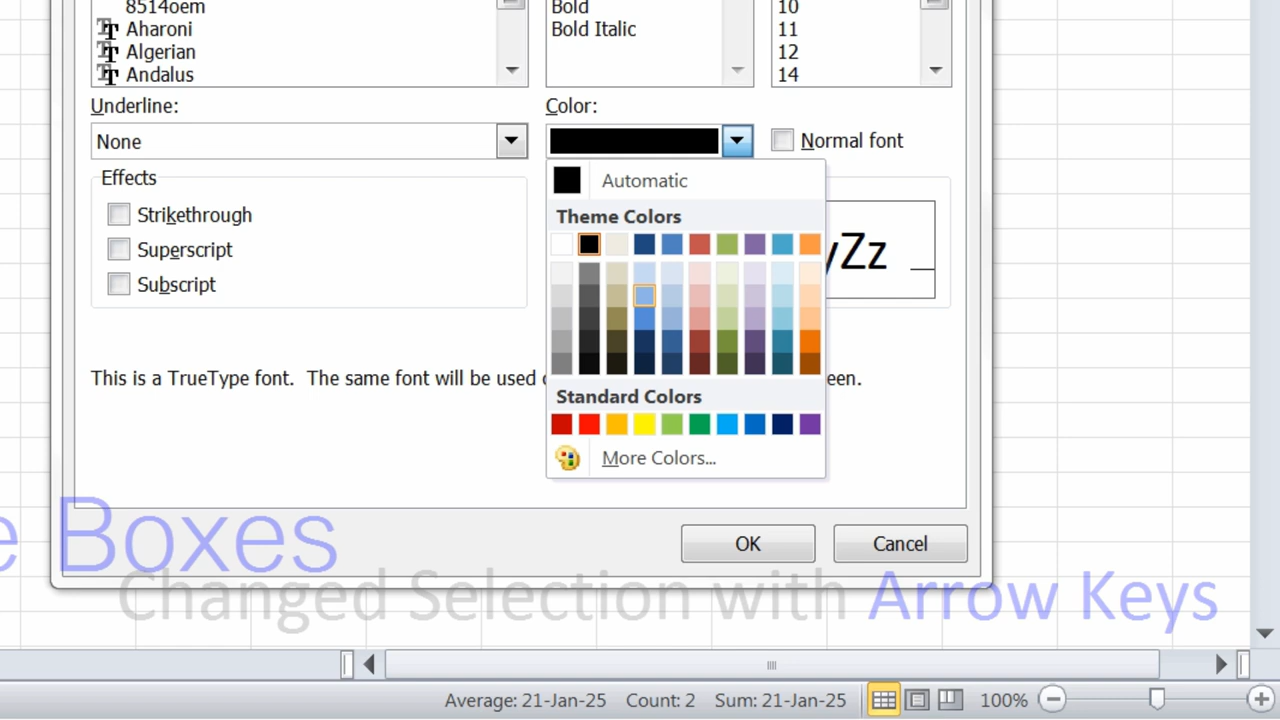 8514oem Bold 10
Aharoni Bold Italic 11
Algerian 12
Andalus 14
Underline: Color:
None Normal font
Effects Automatic
Strikethrough Theme Colors
Superscript yZz
Subscript
This is a TrueType font. The same font will be used een.
Standard Colors
More Colors...
e Boxes
OK Cancel
Changed Selection with Arrow Keys
Average: 21-Jan-25 Count: 2 Sum: 21-Jan-25 100%